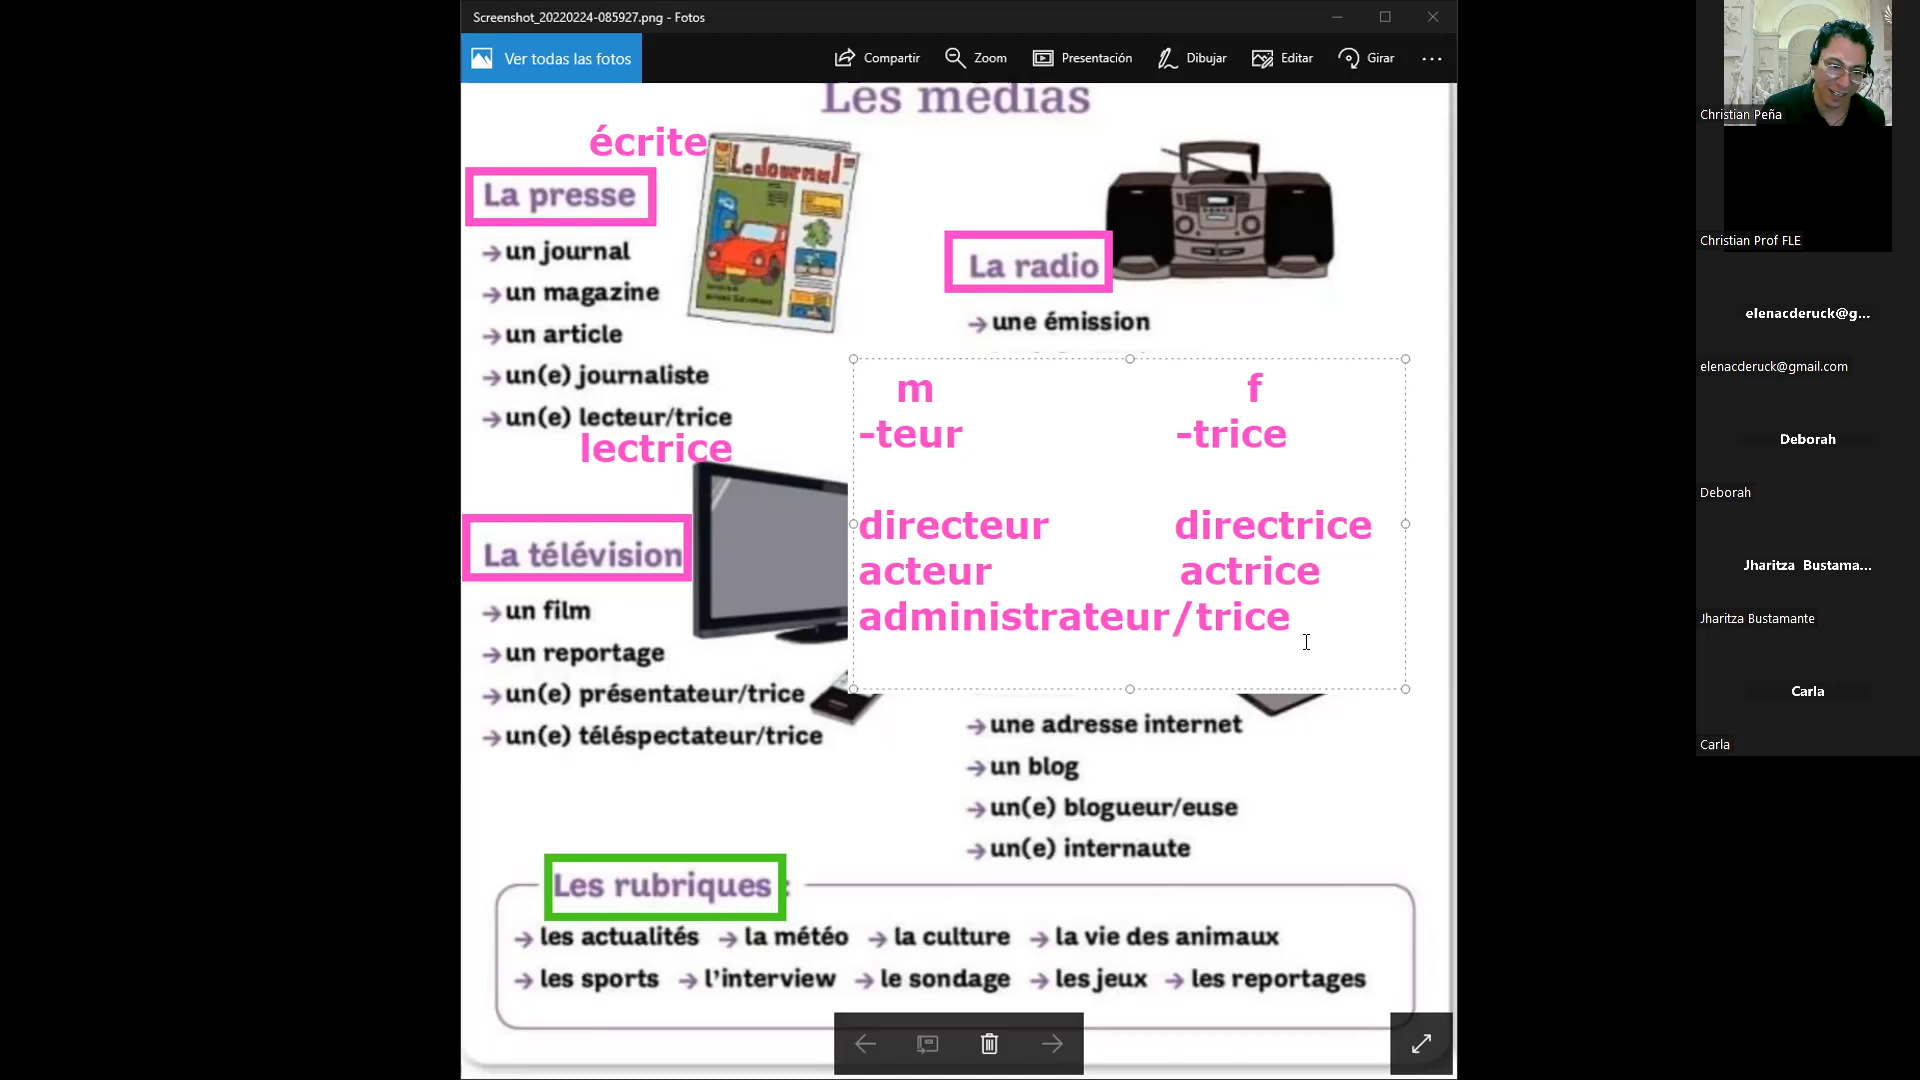 Screenshot_20220224-085927.png - Fotos
Ver todas las fotos
Compartir
Zoom
Presentación
Dibujar
Editar
Girar
Les médias
écrite
La presse
Le Journal
→ un journal
→ un magazine
→ un article
→ un(e) journaliste
→ un(e) lecteur/trice
lectrice
La radio
→ une émission
m f
-teur -trice
directeur directrice
acteur actrice
administrateur/trice
La télévision
→ un film
→ un reportage
→ un(e) présentateur/trice
→ un(e) téléspectateur/trice
→ une adresse internet
→ un blog
→ un(e) blogueur/euse
→ un(e) internaute
Les rubriques :
→ les actualités → la météo → la culture → la vie des animaux
→ les sports → l'interview → le sondage → les jeux → les reportages
Christian Peña
Christian Prof FLE
elenacderuck@g...
elenacderuck@gmail.com
Deborah
Deborah
Jharitza Bustama...
Jharitza Bustamante
Carla
Carla